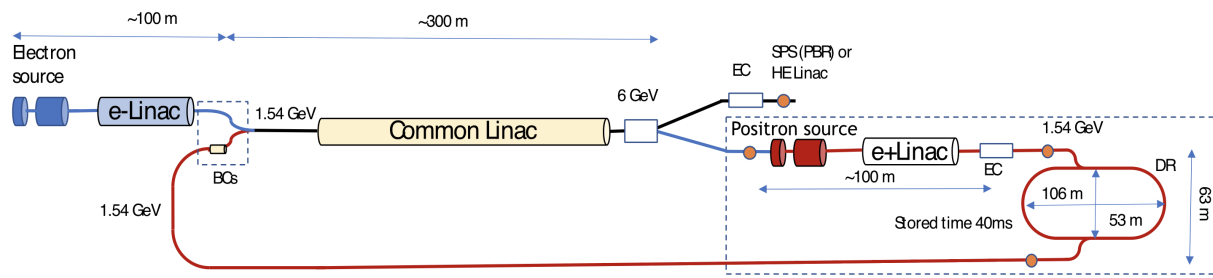 ~100 m
~300 m
Electron
source
SPS (PBR) or
HE Linac
EC
e-Linac
1.54 GeV
6 GeV
Common Linac
Positron source
1.54 GeV
e+Linac
EC
DR
BCs
~100 m
1.54 GeV
106 m
53 m
63 m
Stored time 40ms